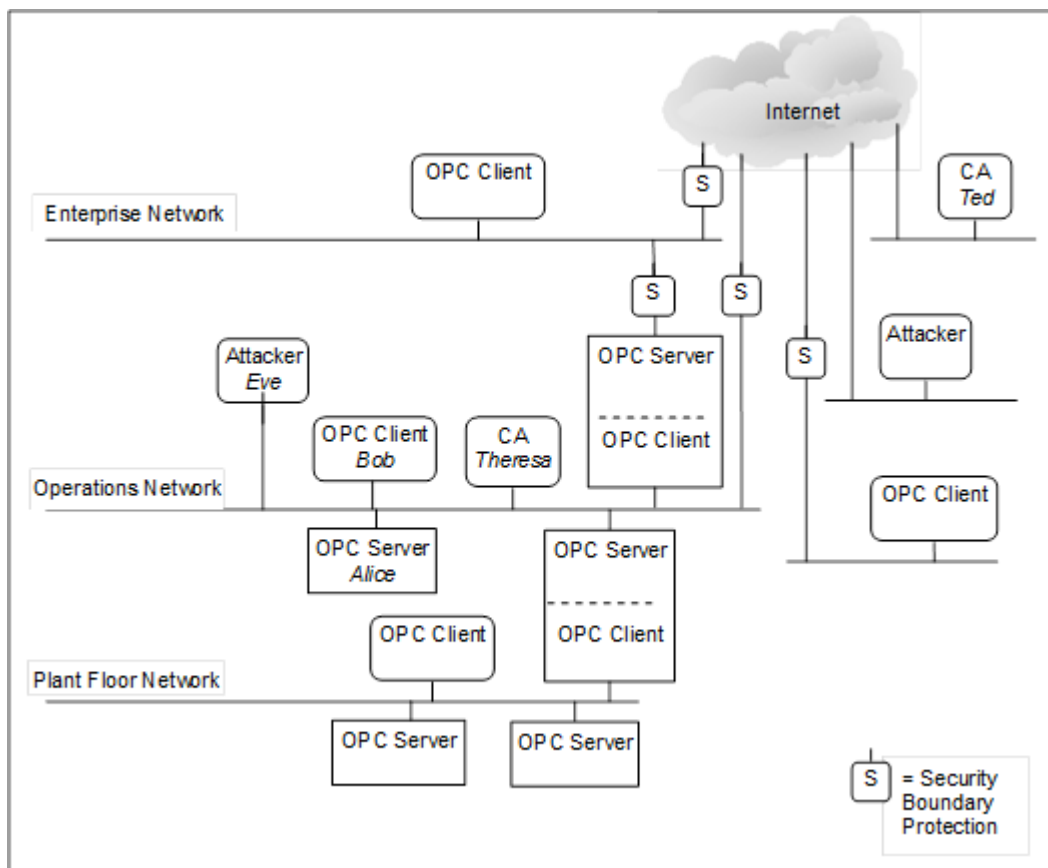 Internet
OPC Client
CA
Ted
S
Enterprise Network
S
S
Attacker
Eve
OPC Server
OPC Client
S
Attacker
OPC Client
Bob
CA
Theresa
Operations Network
OPC Client
OPC Server
Alice
OPC Server
OPC Client
OPC Client
Plant Floor Network
OPC Server
OPC Server
S
= Security
Boundary
Protection